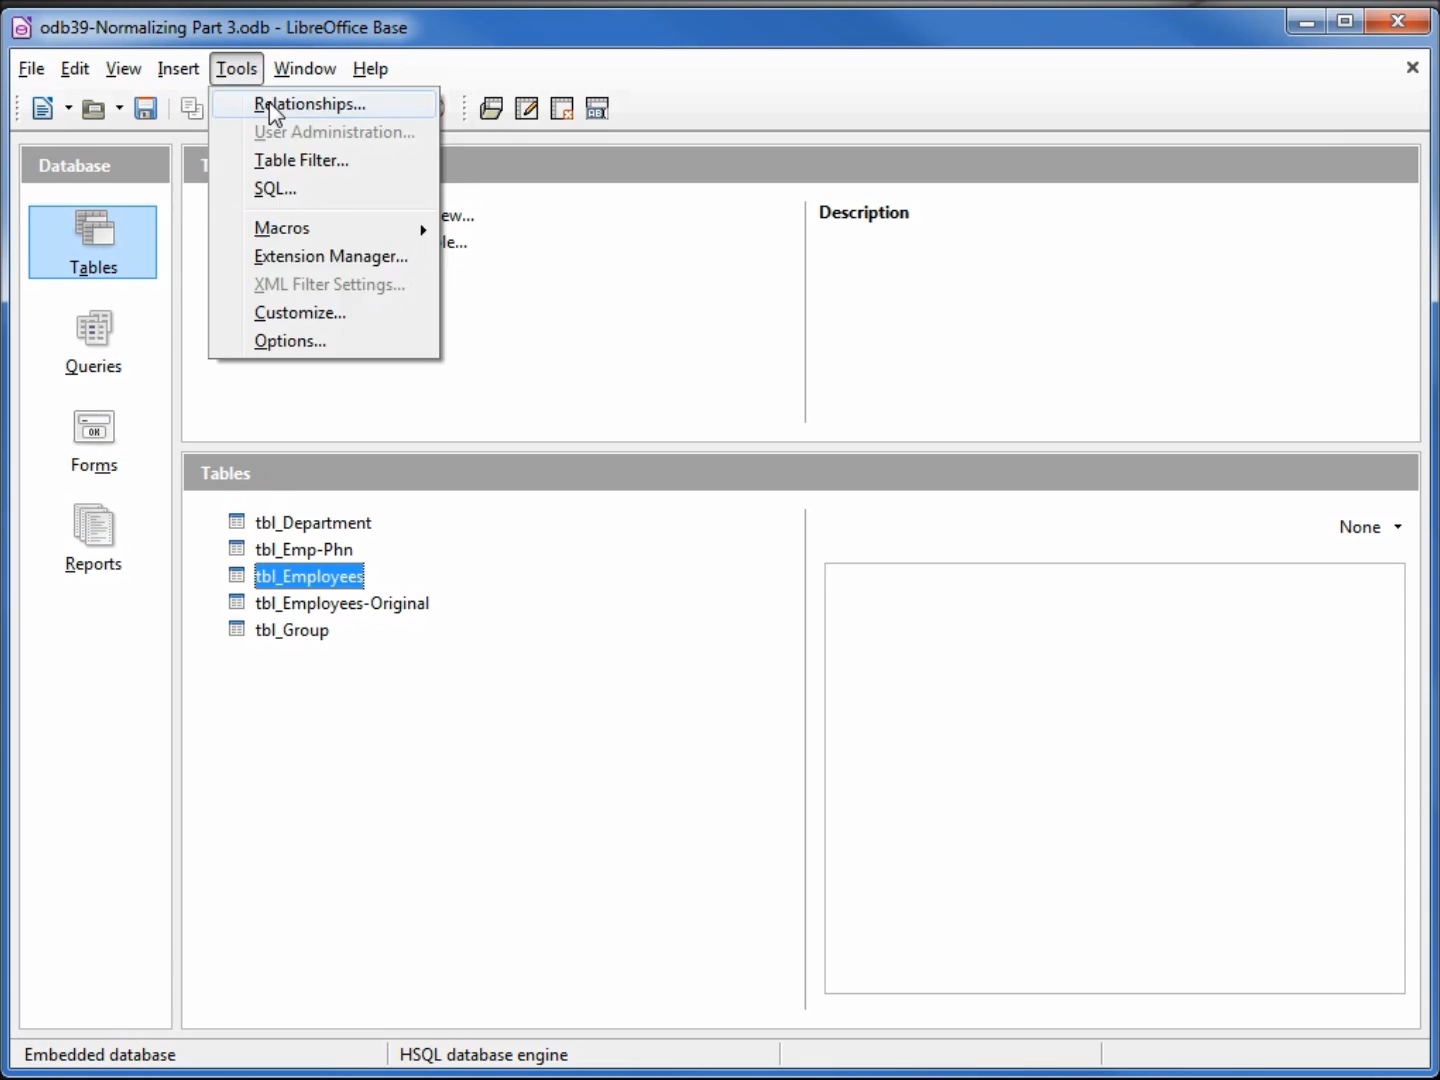 odb39-Normalizing Part 3.odb - LibreOffice Base
File Edit View Insert Tools Window Help
Relationships...
User Administration...
Table Filter...
SQL...
Macros
Extension Manager...
XML Filter Settings...
Customize...
Options...
Database
Tables
Queries
Forms
Reports
Description
Tables
tbl_Department
tbl_Emp-Phn
tbl_Employees
tbl_Employees-Original
tbl_Group
None
Embedded database
HSQL database engine